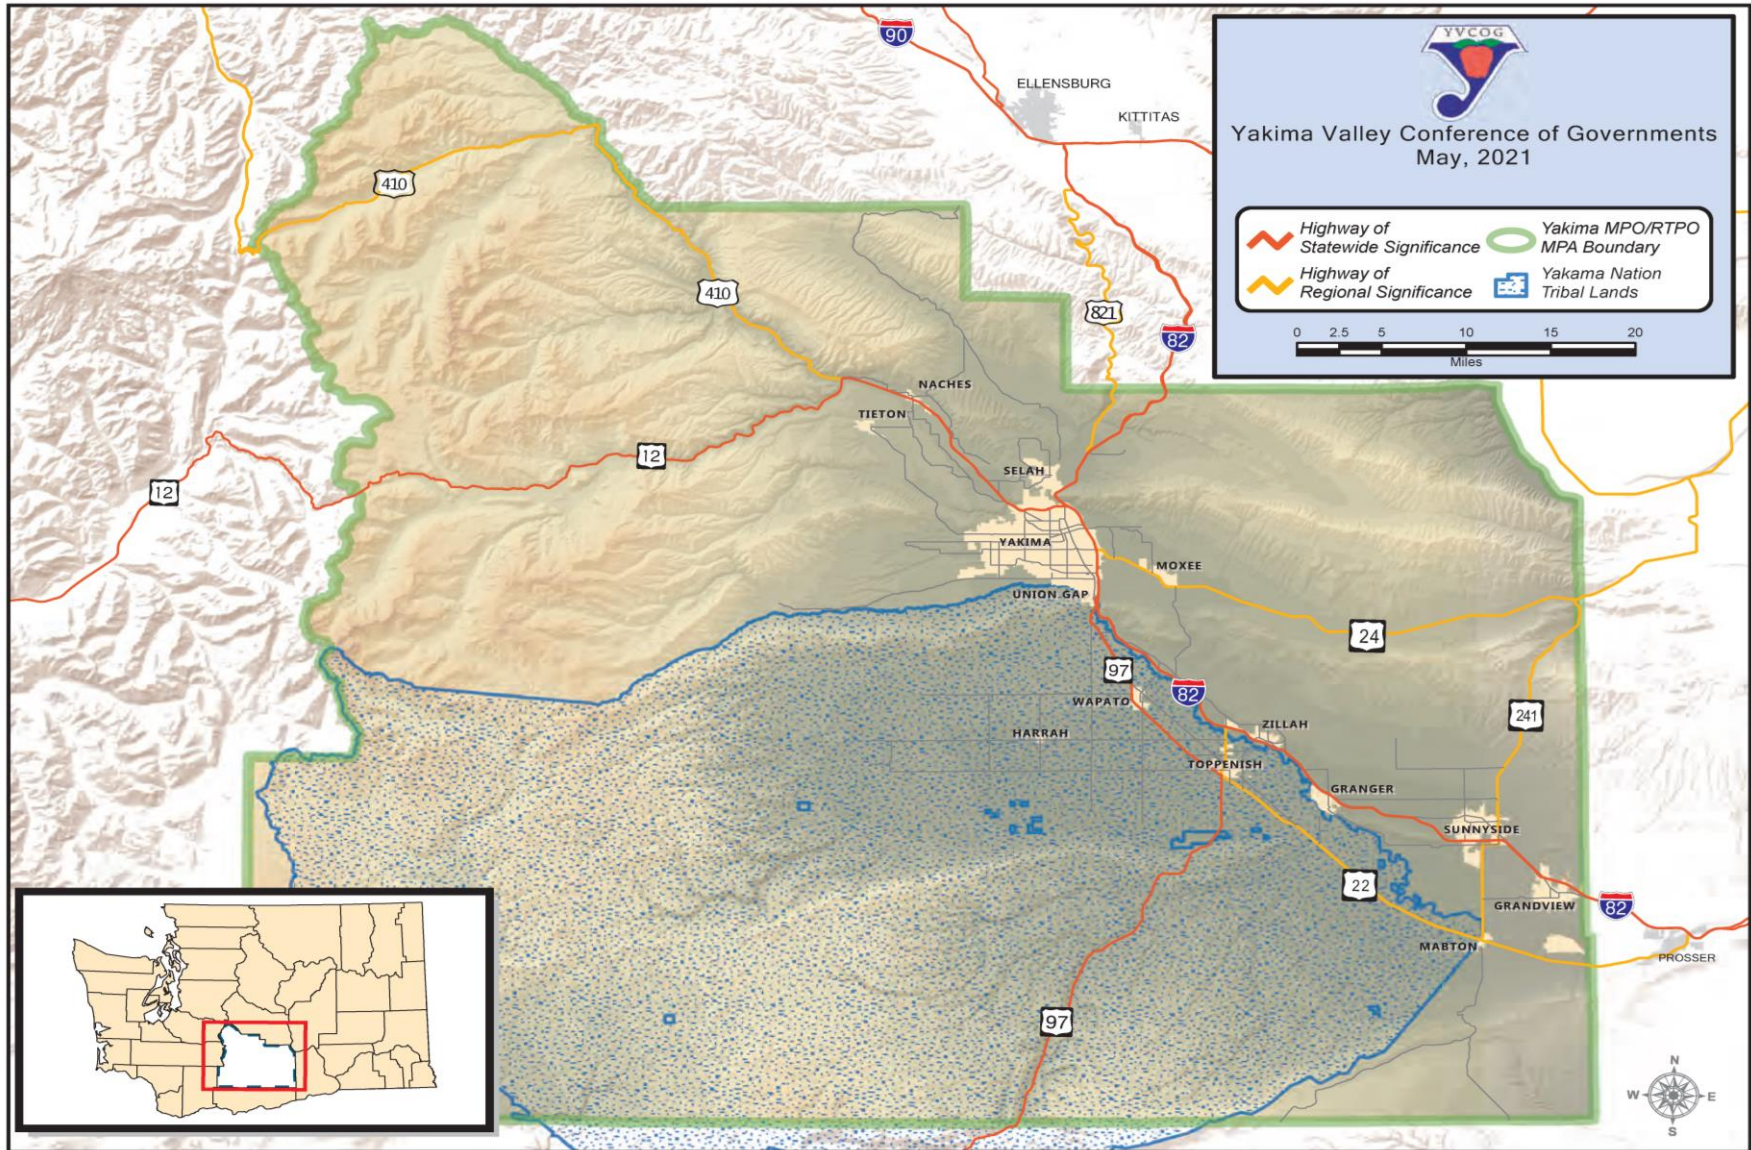 YVCOG
Yakima Valley Conference of Governments
May, 2021
Highway of
Statewide Significance
Yakima MPO/RTPO
MPA Boundary
Highway of
Regional Significance
Yakama Nation
Tribal Lands
0 2.5 5 10 15 20
Miles
90
ELLENSBURG
KITTITAS
410
410
821
82
NACHES
TIETON
12
12
SELAH
YAKIMA
MOXEE
UNION GAP
24
97
82
WAPATO
241
HARRAH
ZILLAH
TOPPENISH
GRANGER
SUNNYSIDE
22
GRANDVIEW
82
MABTON
PROSSER
97
N
W E
S